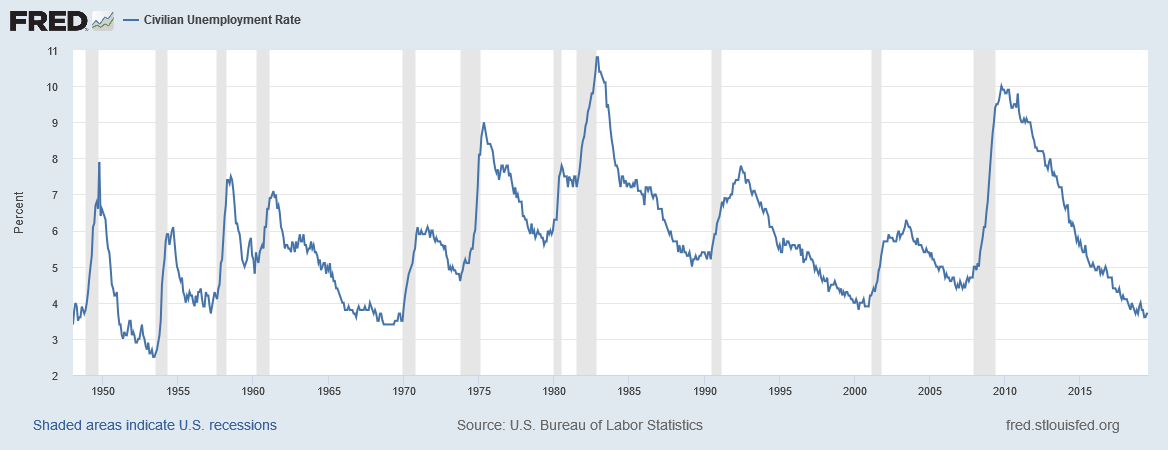 FRED Civilian Unemployment Rate
11
10
9
8
7
6
5
4
3
2
Percent
1950 1955 1960 1965 1970 1975 1980 1985 1990 1995 2000 2005 2010 2015
Shaded areas indicate U.S. recessions Source: U.S. Bureau of Labor Statistics fred.stlouisfed.org